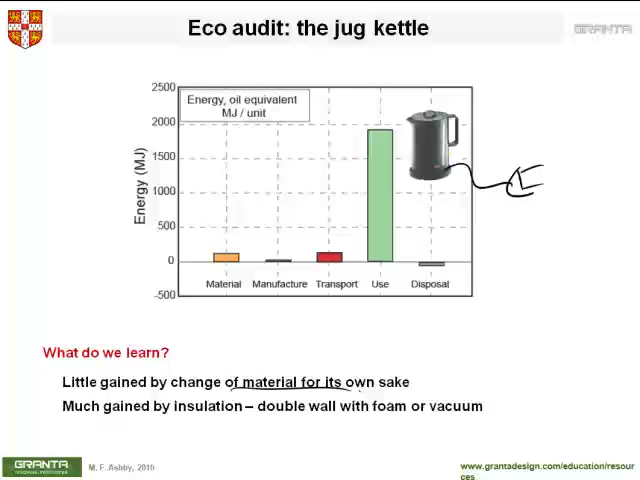 Eco audit: the jug kettle
GRANTA
2500
Energy, oil equivalent
MJ / unit
2000
1500
1000
500
0
-500
Energy (MJ)
Material Manufacture Transport Use Disposal
What do we learn?
Little gained by change of material for its own sake
Much gained by insulation – double wall with foam or vacuum
GRANTA
M. F. Ashby, 2010
www.grantadesign.com/education/resour
ces